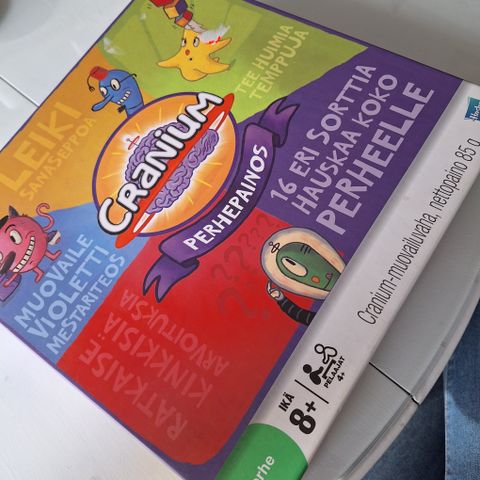 FIKI
SANASEPPOA
TEE HUIMIA
TEMPPUJA
CRANIUM
PERHEPAINOS
16 ERI SORTTIA
HAUSKAA KOKO
PERHEELLE
MUOVAILE
VIOLETTI
MESTARITEOS
RATKAISE
KINKKISIÄ
ARVOITUKSIA
???????
Cranium-muovailuvaha, nettopaino 85 g
IKÄ
8+
PELAAJAT
4+